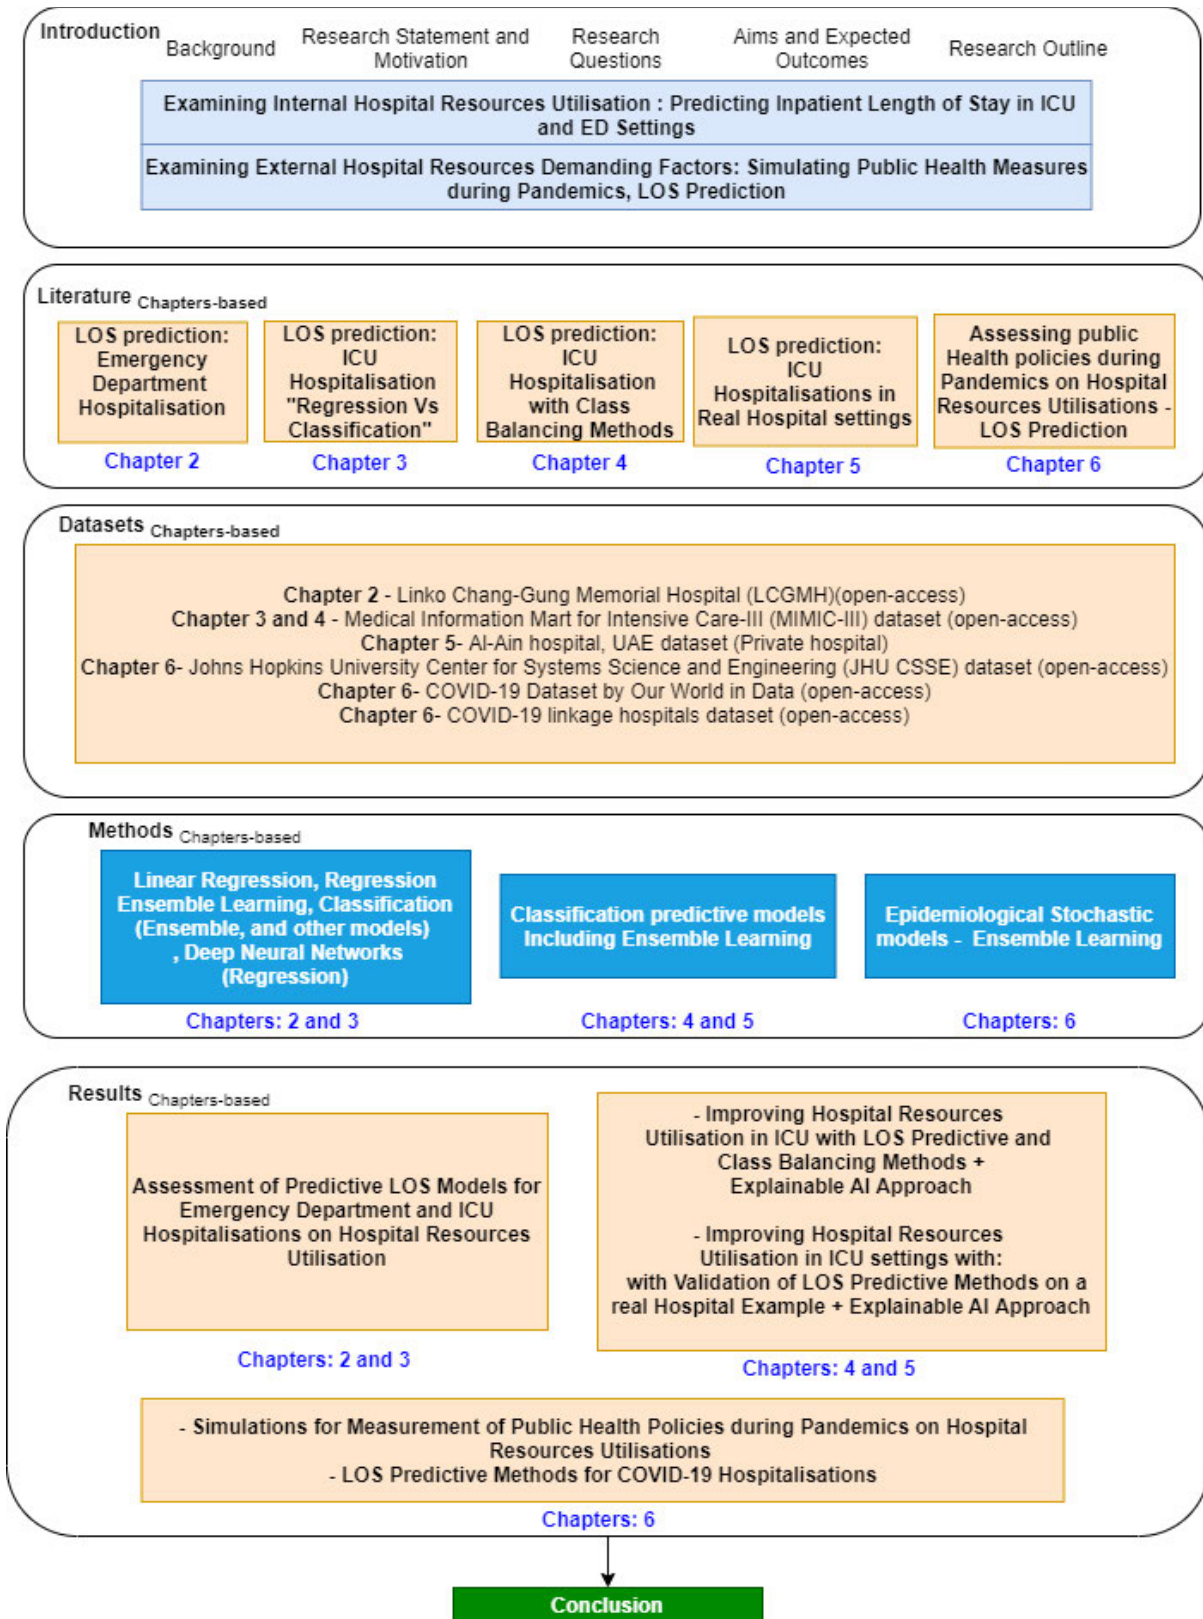 Introduction
Background
Research Statement and
Motivation
Research
Questions
Aims and Expected
Outcomes
Research Outline
Examining Internal Hospital Resources Utilisation : Predicting Inpatient Length of Stay in ICU
and ED Settings
Examining External Hospital Resources Demanding Factors: Simulating Public Health Measures
during Pandemics, LOS Prediction
Literature Chapters-based
LOS prediction:
Emergency
Department
Hospitalisation
Chapter 2
LOS prediction:
ICU
Hospitalisation
"Regression Vs
Classification"
Chapter 3
LOS prediction:
ICU
Hospitalisation
with Class
Balancing Methods
Chapter 4
LOS prediction:
ICU
Hospitalisations in
Real Hospital settings
Chapter 5
Assessing public
Health policies during
Pandemics on Hospital
Resources Utilisations -
LOS Prediction
Chapter 6
Datasets Chapters-based
Chapter 2 - Linko Chang-Gung Memorial Hospital (LCGMH)(open-access)
Chapter 3 and 4 - Medical Information Mart for Intensive Care-III (MIMIC-III) dataset (open-access)
Chapter 5- Al-Ain hospital, UAE dataset (Private hospital)
Chapter 6- Johns Hopkins University Center for Systems Science and Engineering (JHU CSSE) dataset (open-access)
Chapter 6- COVID-19 Dataset by Our World in Data (open-access)
Chapter 6- COVID-19 linkage hospitals dataset (open-access)
Methods Chapters-based
Linear Regression, Regression
Ensemble Learning, Classification
(Ensemble, and other models)
, Deep Neural Networks
(Regression)
Chapters: 2 and 3
Classification predictive models
Including Ensemble Learning
Chapters: 4 and 5
Epidemiological Stochastic
models - Ensemble Learning
Chapters: 6
Results Chapters-based
Assessment of Predictive LOS Models for
Emergency Department and ICU
Hospitalisations on Hospital Resources
Utilisation
Chapters: 2 and 3
- Improving Hospital Resources
Utilisation in ICU with LOS Predictive and
Class Balancing Methods +
Explainable AI Approach
- Improving Hospital Resources
Utilisation in ICU settings with:
with Validation of LOS Predictive Methods on a
real Hospital Example + Explainable AI Approach
Chapters: 4 and 5
- Simulations for Measurement of Public Health Policies during Pandemics on Hospital
Resources Utilisations
- LOS Predictive Methods for COVID-19 Hospitalisations
Chapters: 6
Conclusion